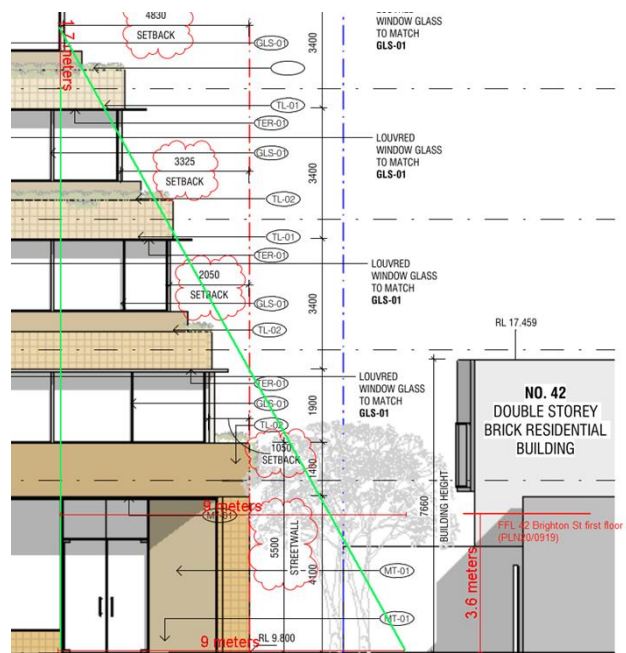 4830
SETBACK
1.7 meters
GLS-01
3400
LOUVRED
WINDOW GLASS
TO MATCH
GLS-01
TL-01
TER-01
GLS-01
3325
SETBACK
3400
LOUVRED
WINDOW GLASS
TO MATCH
GLS-01
TL-02
TL-01
TER-01
2050
SETBACK
GLS-01
3400
LOUVRED
WINDOW GLASS
TO MATCH
GLS-01
TL-02
RL 17.459
TER-01
GLS-01
1900
LOUVRED
WINDOW GLASS
TO MATCH
GLS-01
NO. 42
DOUBLE STOREY
BRICK RESIDENTIAL
BUILDING
TL-02
1050
SETBACK
1400
7660
BUILDING HEIGHT
9 meters
MT-01
5500
STREETWALL
4100
FFL 42 Brighton St first floor
(PLN20/0919)
MT-01
3.6 meters
MT-01
9 meters
RL 9.800